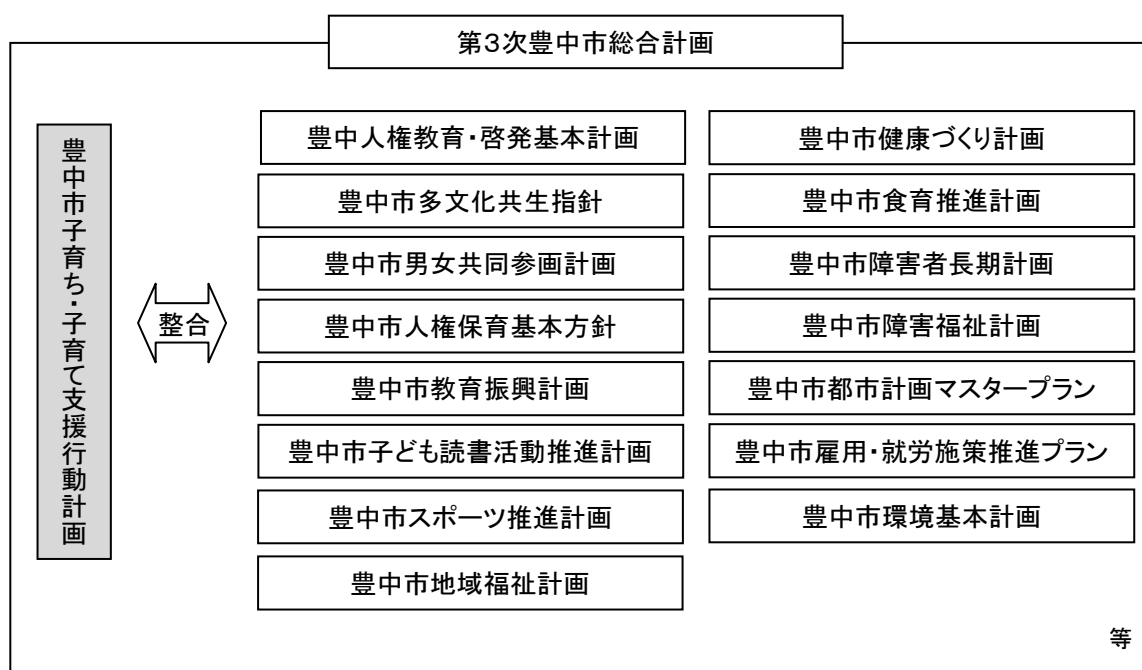 第３次豊中市総合計画
豊中市子育ち・子育て支援行動計画
整合
豊中人権教育・啓発基本計画
豊中市多文化共生指針
豊中市男女共同参画計画
豊中市人権保育基本方針
豊中市教育振興計画
豊中市子ども読書活動推進計画
豊中市スポーツ推進計画
豊中市地域福祉計画
豊中市健康づくり計画
豊中市食育推進計画
豊中市障害者長期計画
豊中市障害福祉計画
豊中市都市計画マスタープラン
豊中市雇用・就労施策推進プラン
豊中市環境基本計画
等